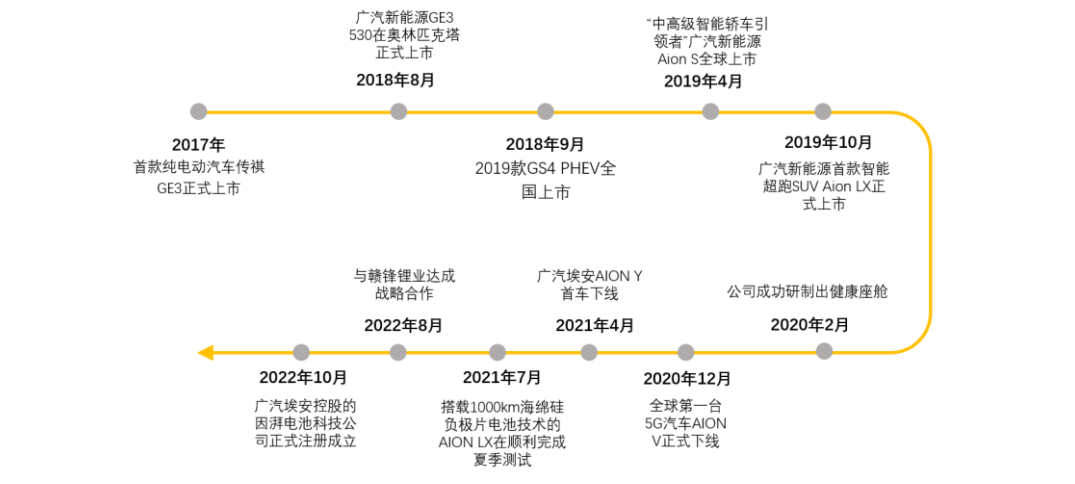 广汽新能源GE3
530在奥林匹克塔
正式上市
2018年8月
“中高级智能轿车引
领者”广汽新能源
Aion S全球上市
2019年4月
2017年
首款纯电动汽车传祺
GE3正式上市
2018年9月
2019款GS4 PHEV全
国上市
2019年10月
广汽新能源首款智能
超跑SUV Aion LX正
式上市
公司成功研制出健康座舱
2020年2月
广汽埃安AION Y
首车下线
2021年4月
与赣锋锂业达成
战略合作
2022年8月
2020年12月
全球第一台
5G汽车AION
V正式下线
2021年7月
搭载1000km海绵硅
负极片电池技术的
AION LX在顺利完成
夏季测试
2022年10月
广汽埃安控股的
因湃电池科技公
司正式注册成立